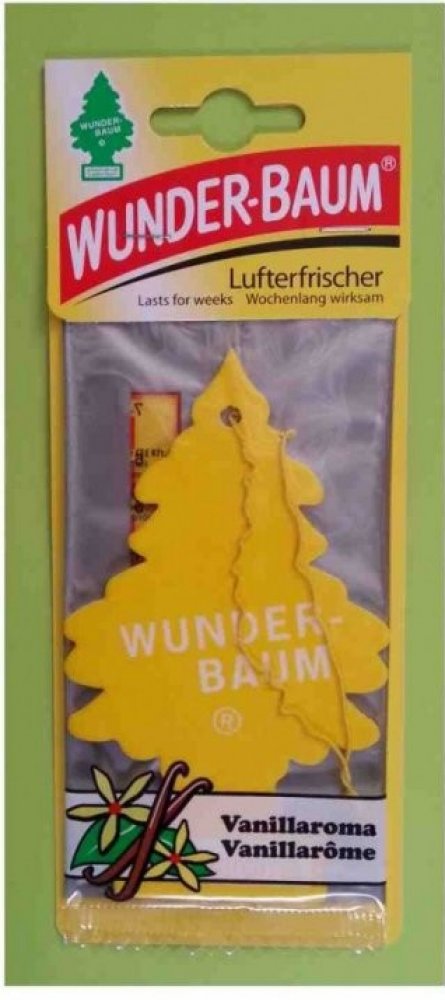 WUNDER-
BAUM
WUNDER-BAUM®
Lufterfrischer
Lasts for weeks Wochenlang wirksam
WUNDER-
BAUM
®
Vanillaroma
Vanillarôme